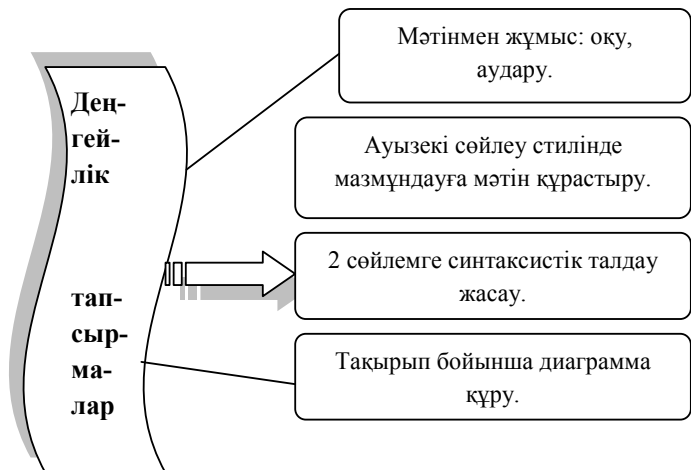 Дең-
гей-
лік
тап-
сыр-
ма-
лар
Мәтінмен жұмыс: оқу,
аудару.
Ауызекі сөйлеу стилінде
мазмұндауға мәтін құрастыру.
2 сөйлемге синтаксистік талдау
жасау.
Тақырып бойынша диаграмма
құру.